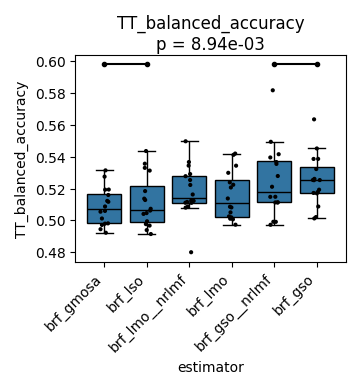 TT_balanced_accuracy
p = 8.94e-03
TT_balanced_accuracy
0.60
0.58
0.56
0.54
0.52
0.50
0.48
brf_gmosa
brf_lso
brf_lmo__nrlmf
brf_lmo
brf_gso__nrlmf
brf_gso
estimator